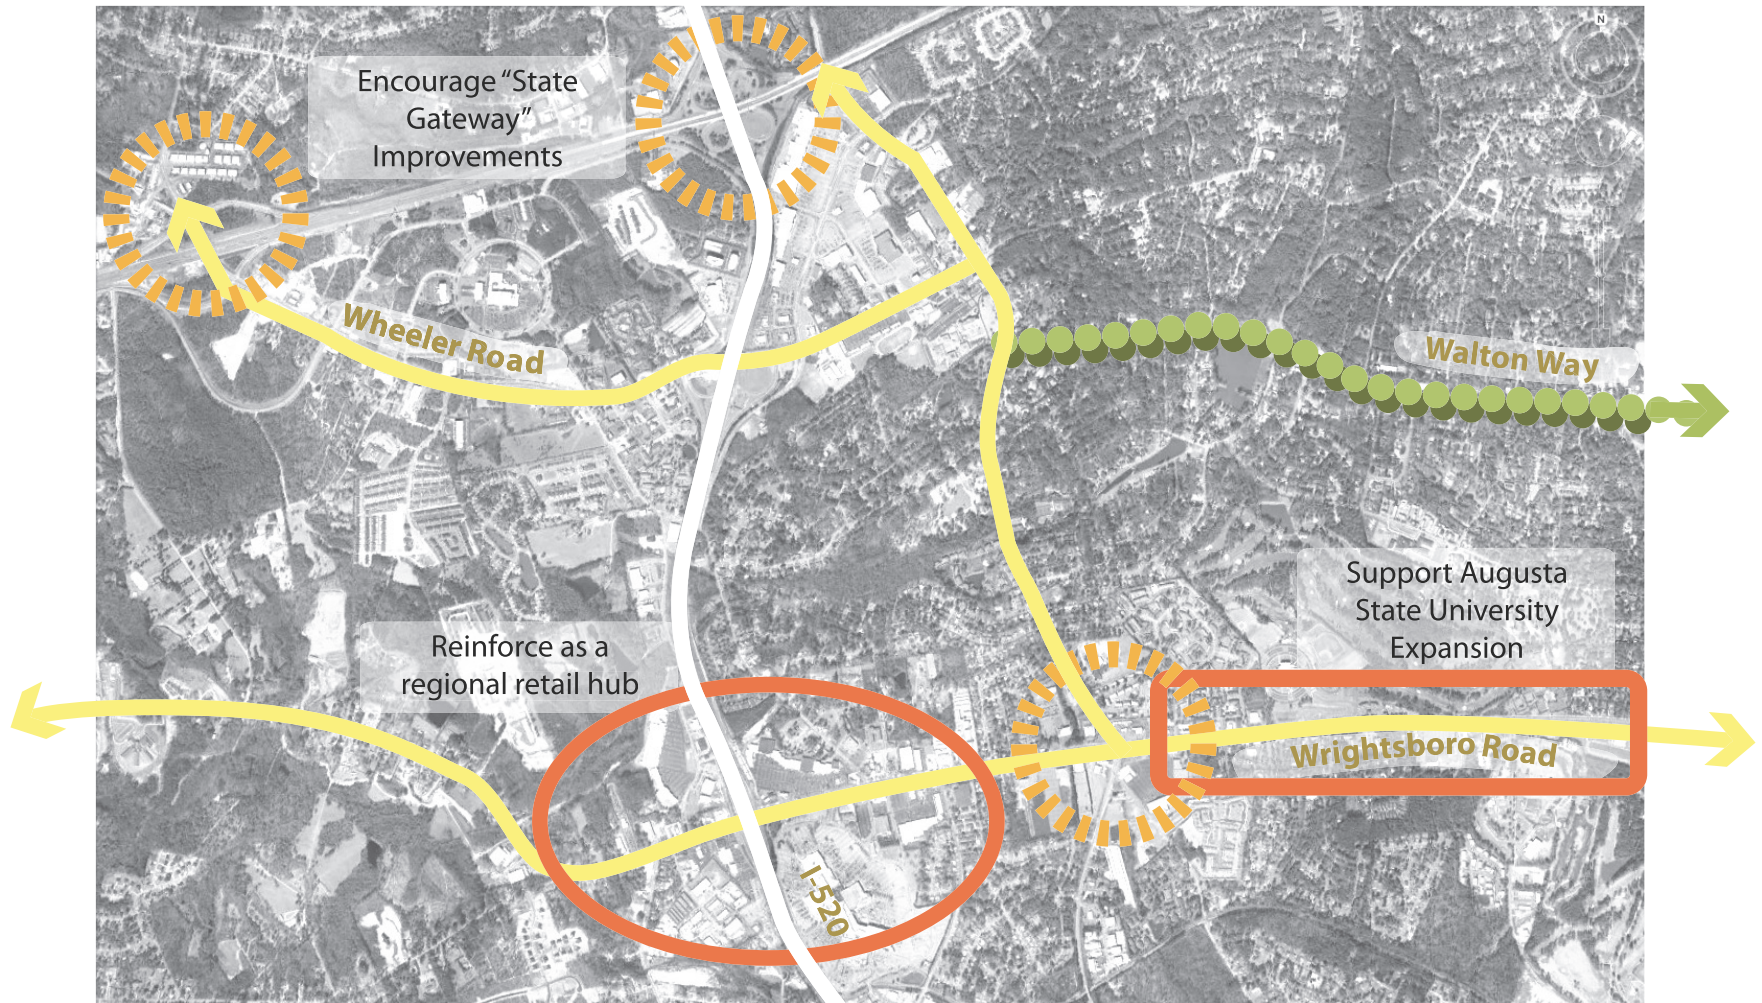 N
Encourage “State
Gateway”
Improvements
Wheeler Road
Walton Way
Support Augusta
State University
Expansion
Reinforce as a
regional retail hub
Wrightsboro Road
I-520